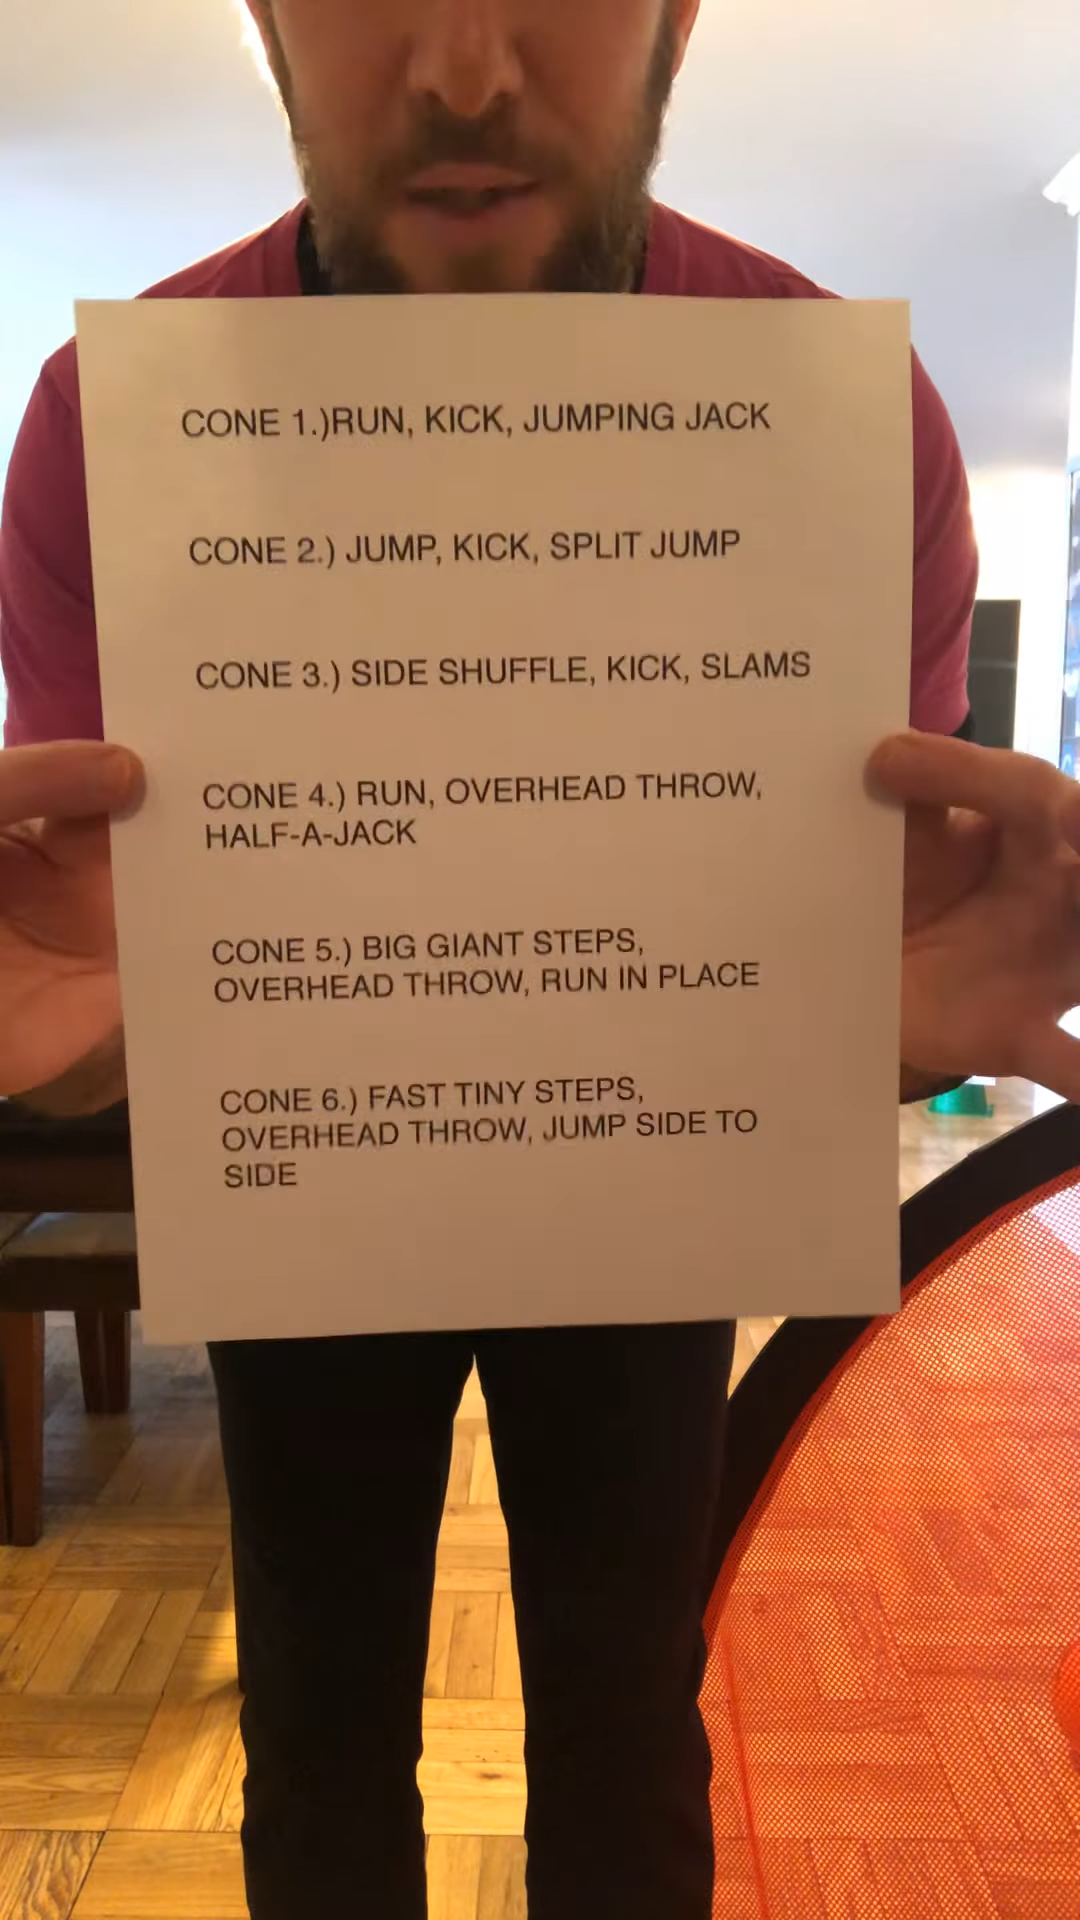 CONE 1.)RUN, KICK, JUMPING JACK
CONE 2.) JUMP, KICK, SPLIT JUMP
CONE 3.) SIDE SHUFFLE, KICK, SLAMS
CONE 4.) RUN, OVERHEAD THROW,
HALF-A-JACK
CONE 5.) BIG GIANT STEPS,
OVERHEAD THROW, RUN IN PLACE
CONE 6.) FAST TINY STEPS,
OVERHEAD THROW, JUMP SIDE TO
SIDE